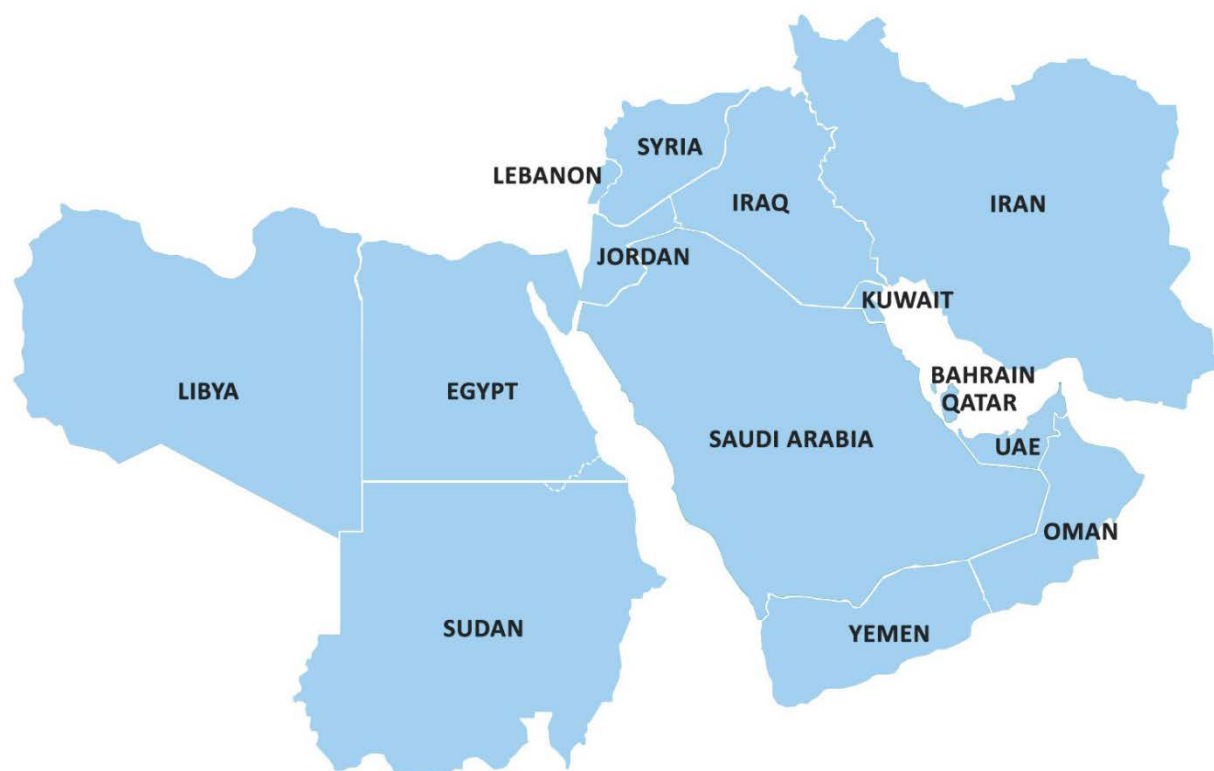 SYRIA
LEBANON
IRAQ
IRAN
JORDAN
KUWAIT
LIBYA
EGYPT
BAHRAIN
QATAR
SAUDI ARABIA
UAE
OMAN
SUDAN
YEMEN